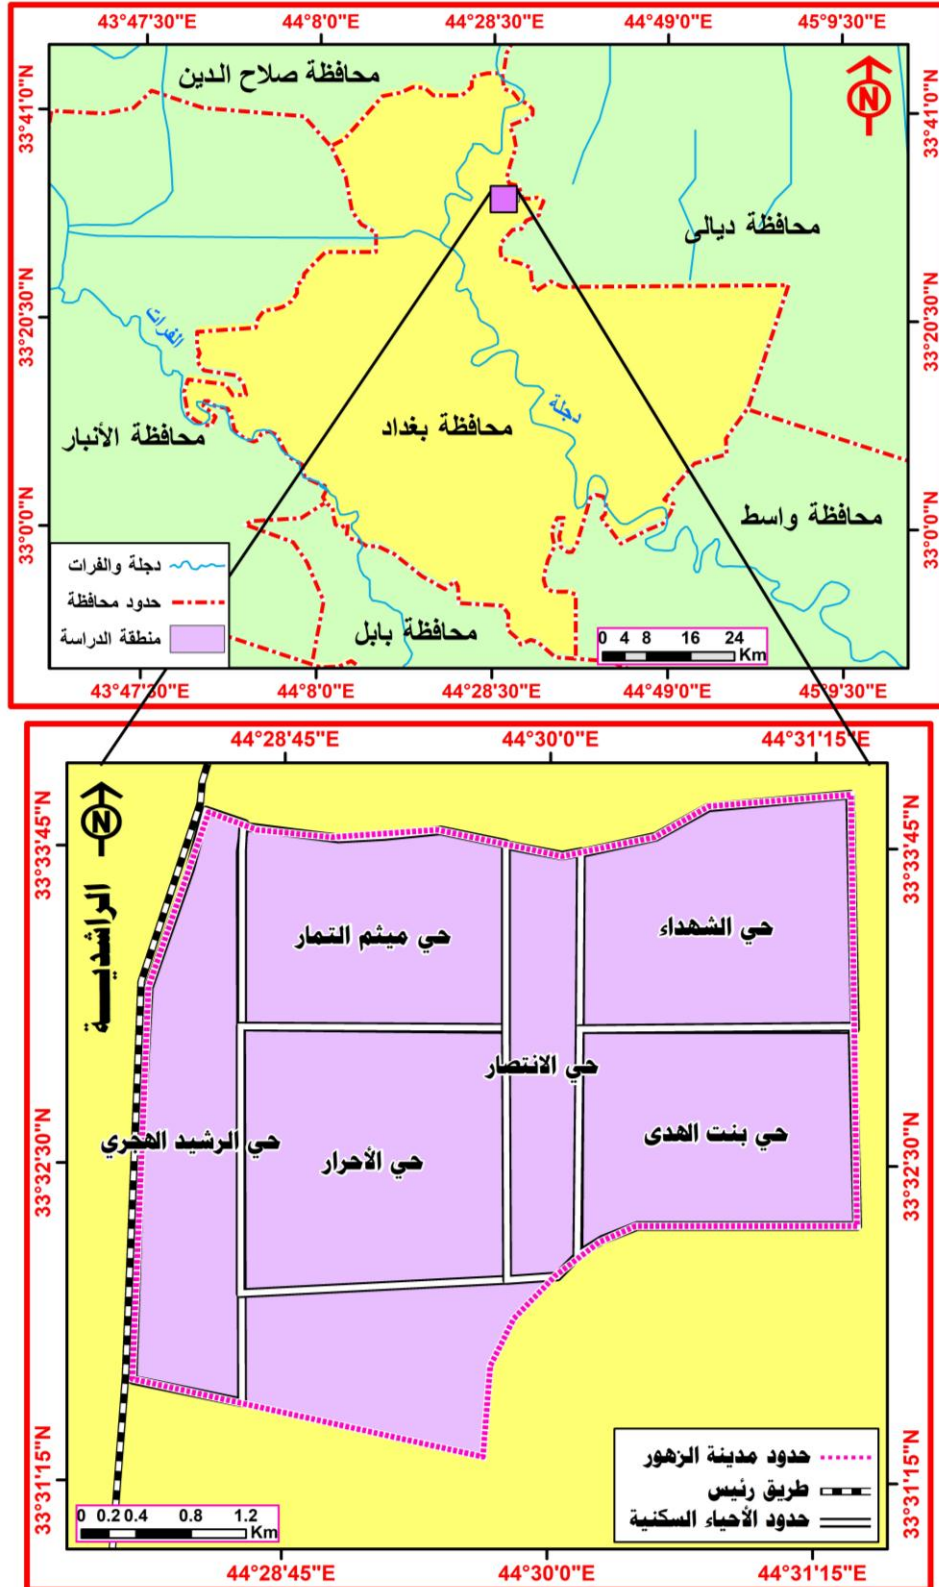 43°47'30"E 44°8'0"E 44°28'30"E 44°49'0"E 45°9'30"E
محافظة صلاح الدين
33°41'0"N
33°41'0"N
N
محافظة ديالى
33°20'30"N
33°20'30"N
الفرات
دجلة
محافظة بغداد
محافظة الأنبار
محافظة واسط
33°0'0"N
33°0'0"N
دجلة والفرات
حدود محافظة
منطقة الدراسة
محافظة بابل
0 4 8 16 24
Km
43°47'30"E 44°8'0"E 44°28'30"E 44°49'0"E 45°9'30"E
44°28'45"E 44°30'0"E 44°31'15"E
N
33°33'45"N
33°33'45"N
الراشديـــة
حي الشهداء
حي ميثم التمار
حي الانتصار
حي بنت الهدى
حي الأحرار
حي الرشيد الهجري
33°32'30"N
33°32'30"N
حدود مدينة الزهور
طريق رئيس
حدود الأحياء السكنية
33°31'15"N
33°31'15"N
0 0.2 0.4 0.8 1.2
Km
44°28'45"E 44°30'0"E 44°31'15"E